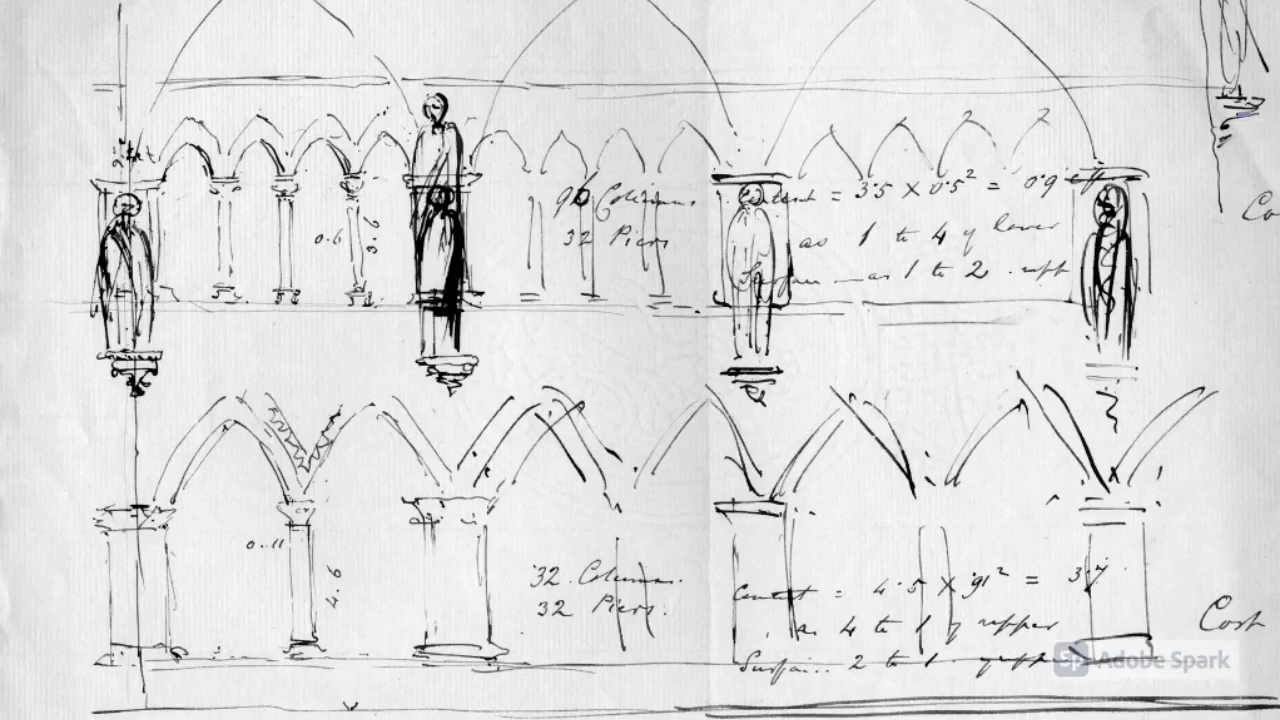 0.6
3.6
96 Columns
32 Piers
Content = 3.5 X 0.5² = 0.9
as 1 to 4 of lower
Surface as 1 to 2
0.11
4.6
32 Columns.
32 Piers.
Content = 4.5 X .91² = 3.7
as 4 to 1 of upper
2 to 1
Cost
Adobe Spark